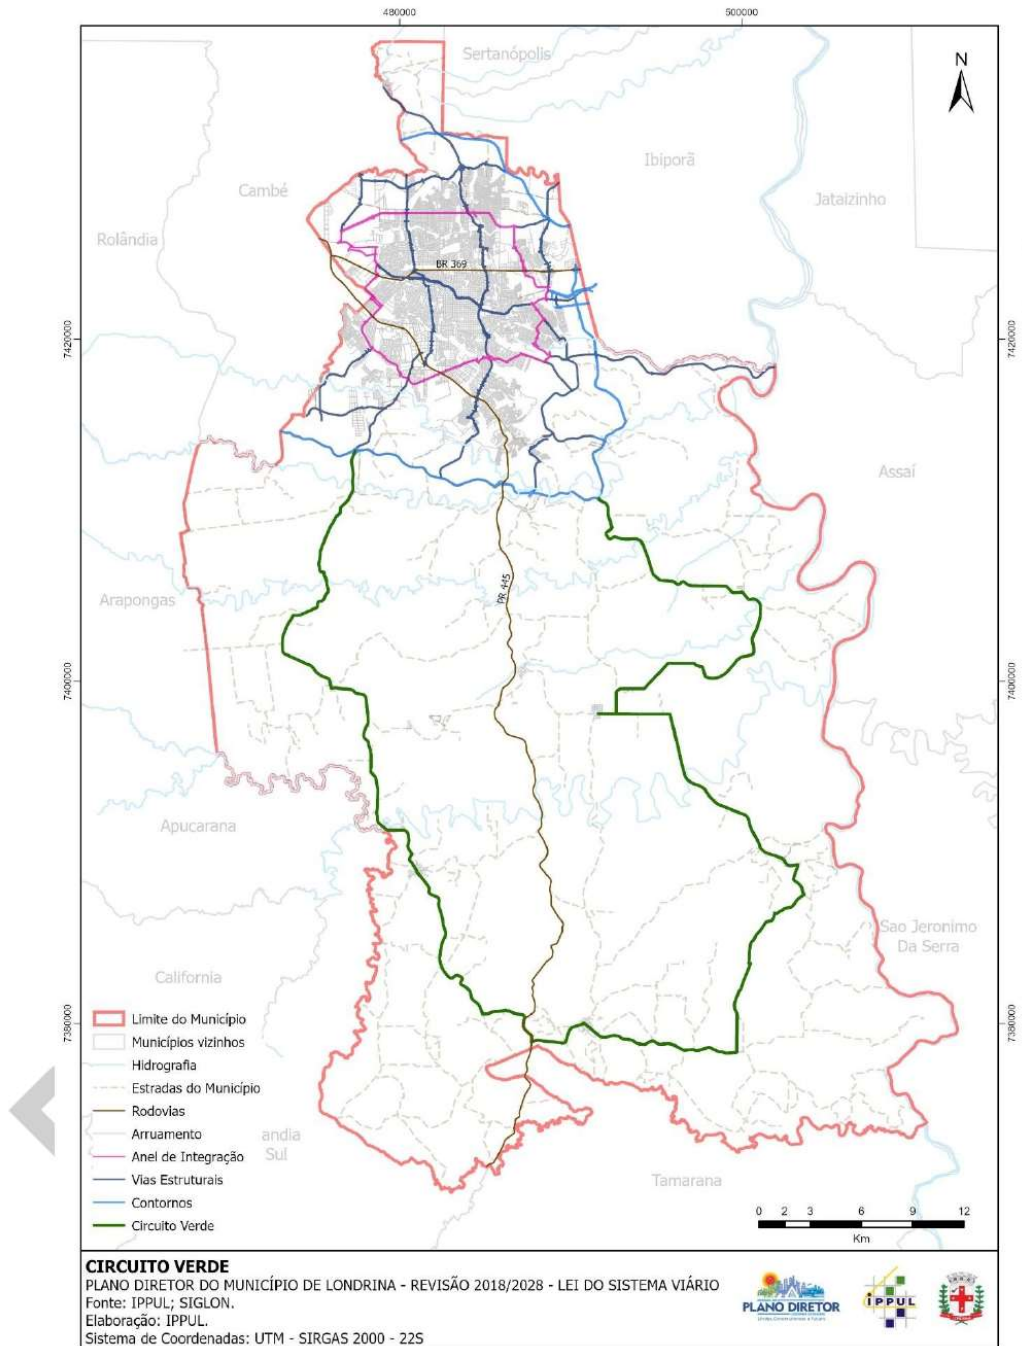 480000
500000
Sertanópolis
N
Ibiporã
Cambé
Jataizinho
Rolândia
BR 369
7420000
7420000
Assaí
PR 445
Arapongas
7400000
7400000
Apucarana
Sao Jeronimo
Da Serra
California
7380000
7380000
Limite do Município
Municípios vizinhos
Hidrografia
Estradas do Município
Rodovias
Arruamento
Anel de Integração
Vias Estruturais
Contornos
Circuito Verde
andia
Sul
Tamarana
0 2 3 6 9 12
Km
CIRCUITO VERDE
PLANO DIRETOR DO MUNICÍPIO DE LONDRINA - REVISÃO 2018/2028 - LEI DO SISTEMA VIÁRIO
Fonte: IPPUL; SIGLON.
Elaboração: IPPUL.
Sistema de Coordenadas: UTM - SIRGAS 2000 - 22S
PLANO DIRETOR
IPPUL